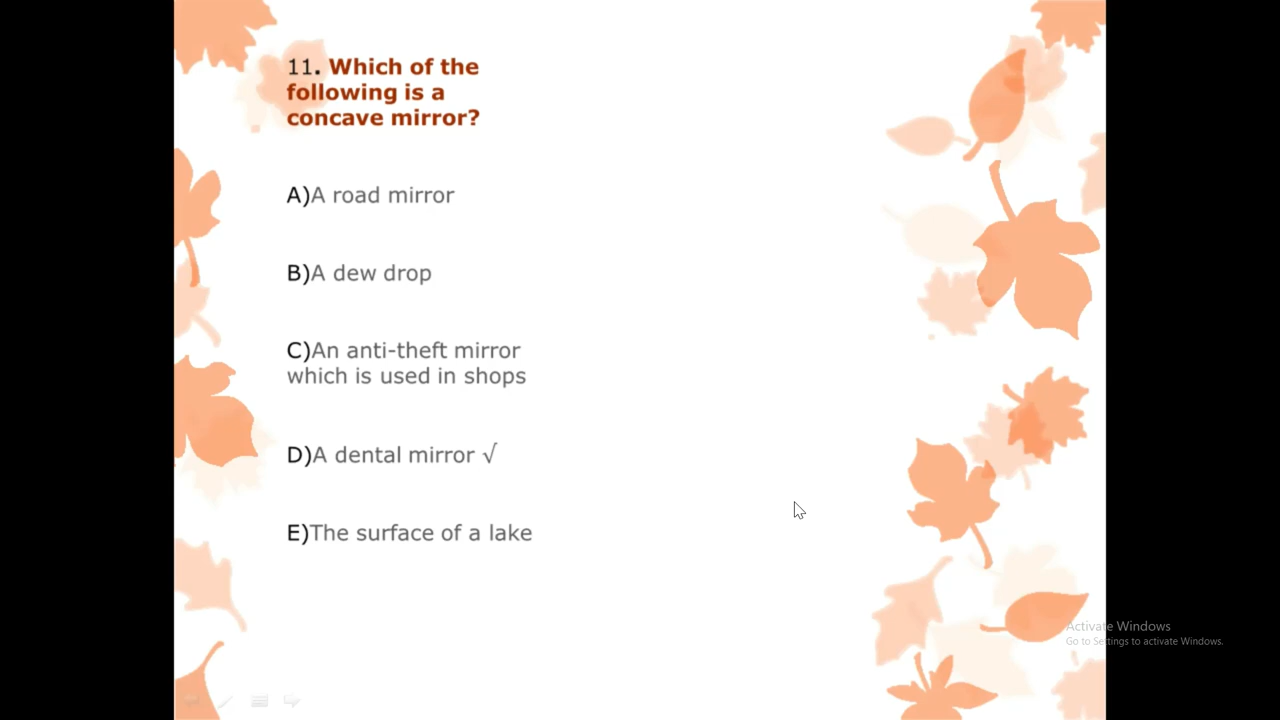 11. Which of the
following is a
concave mirror?
A)A road mirror
B)A dew drop
C)An anti-theft mirror
which is used in shops
D)A dental mirror √
E)The surface of a lake
Activate Windows
Go to Settings to activate Windows.